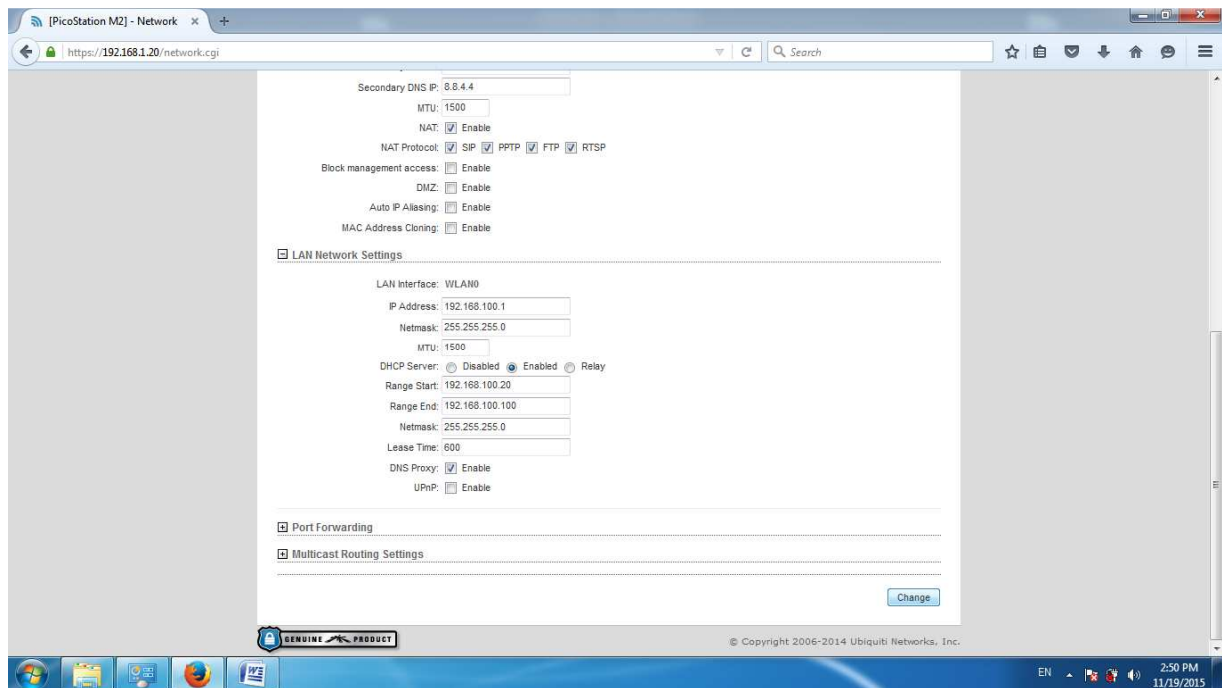 [PicoStation M2] - Network
https://192.168.1.20/network.cgi
Search
Secondary DNS IP: 8.8.4.4
MTU: 1500
NAT: Enable
NAT Protocol: SIP PPTP FTP RTSP
Block management access: Enable
DMZ: Enable
Auto IP Aliasing: Enable
MAC Address Cloning: Enable
LAN Network Settings
LAN Interface: WLAN0
IP Address: 192.168.100.1
Netmask: 255.255.255.0
MTU: 1500
DHCP Server: Disabled Enabled Relay
Range Start: 192.168.100.20
Range End: 192.168.100.100
Netmask: 255.255.255.0
Lease Time: 600
DNS Proxy: Enable
UPnP: Enable
Port Forwarding
Multicast Routing Settings
Change
GENUINE PRODUCT
© Copyright 2006-2014 Ubiquiti Networks, Inc.
EN
2:50 PM
11/19/2015